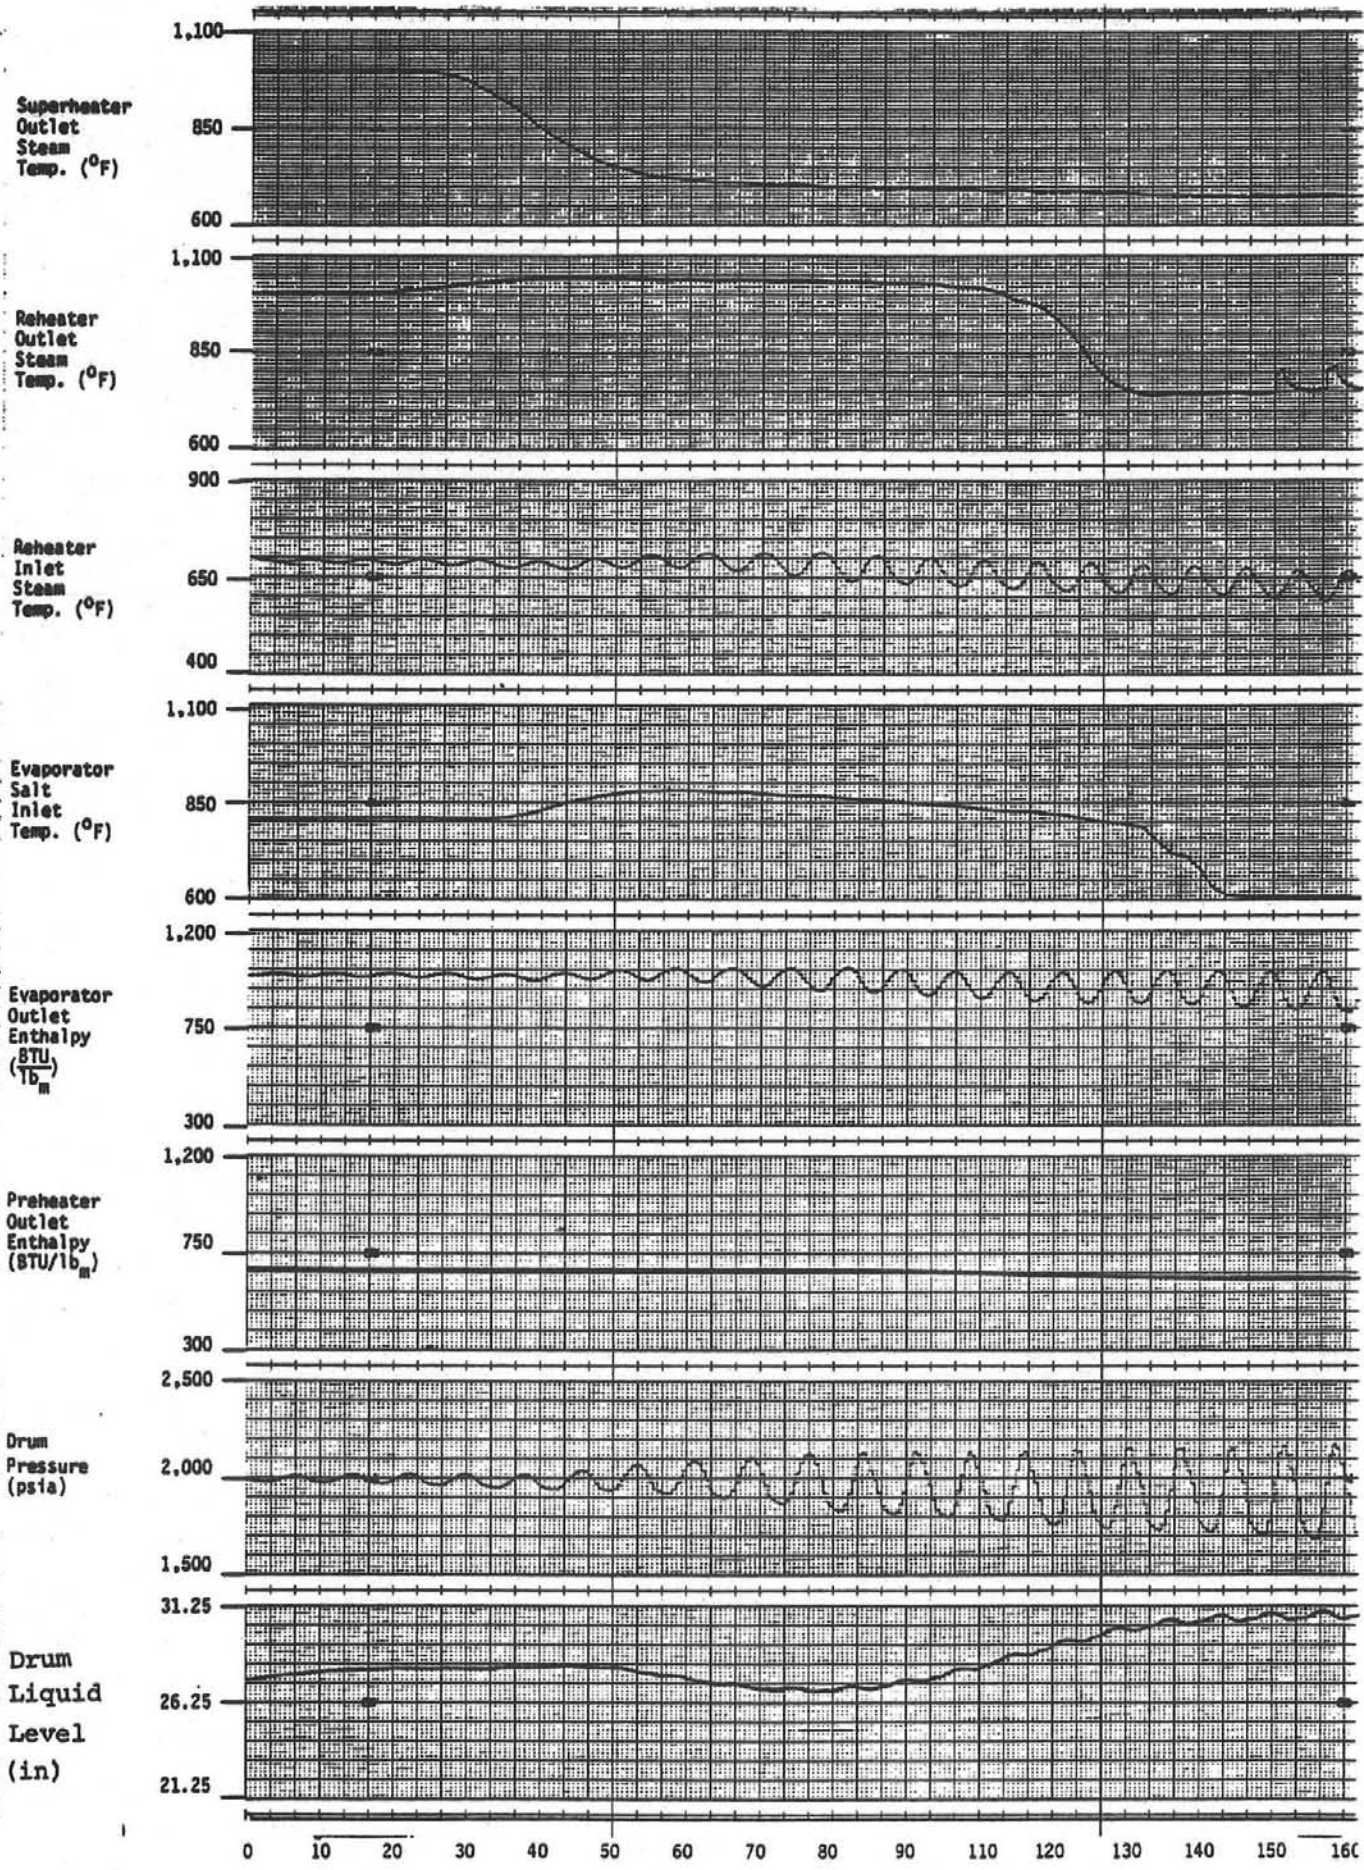 1,100
Superheater
Outlet
Steam
Temp. (°F)
850
600
1,100
Reheater
Outlet
Steam
Temp. (°F)
850
600
900
Reheater
Inlet
Steam
Temp. (°F)
650
400
1,100
Evaporator
Salt
Inlet
Temp. (°F)
850
600
1,200
Evaporator
Outlet
Enthalpy
(BTU
lbm)
750
300
1,200
Preheater
Outlet
Enthalpy
(BTU/lbm)
750
300
2,500
Drum
Pressure
(psia)
2,000
1,500
31.25
Drum
Liquid
Level
(in)
26.25
21.25
0 10 20 30 40 50 60 70 80 90 100 110 120 130 140 150 160